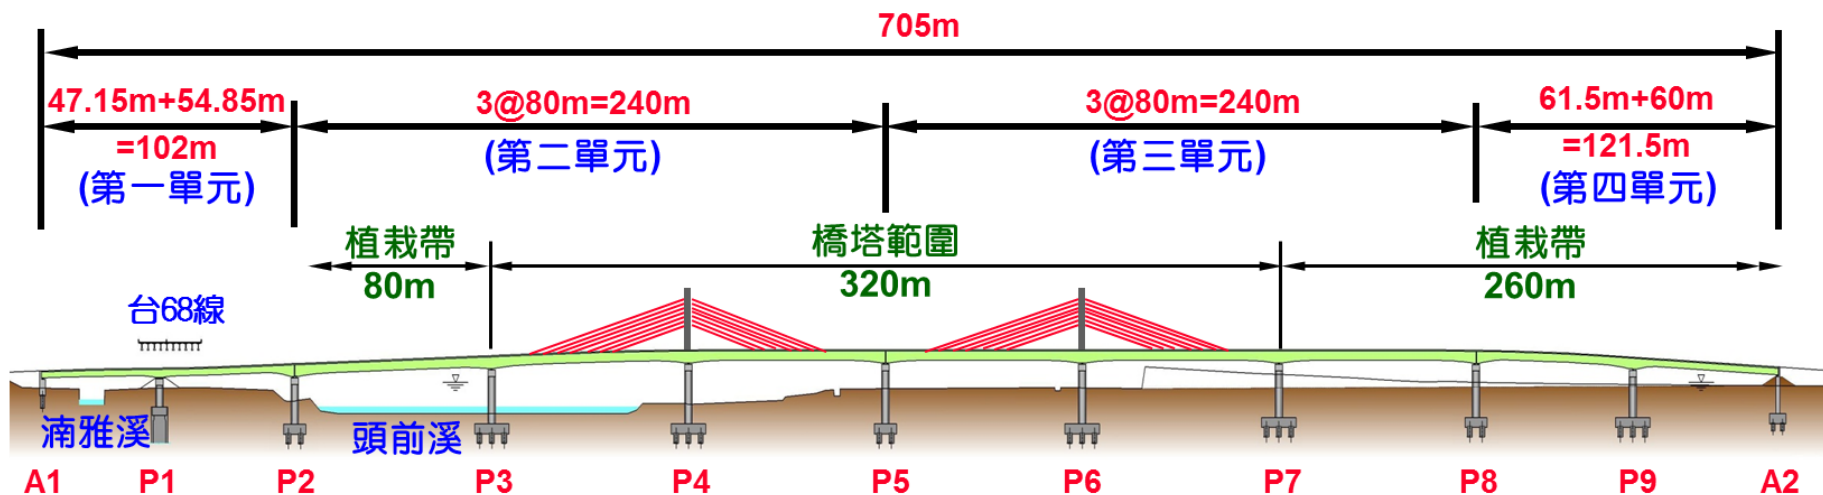 705m
47.15m+54.85m
=102m
(第一單元)
3@80m=240m
(第二單元)
3@80m=240m
(第三單元)
61.5m+60m
=121.5m
(第四單元)
植栽帶
80m
橋塔範圍
320m
植栽帶
260m
台68線
湳雅溪
頭前溪
A1 P1 P2 P3 P4 P5 P6 P7 P8 P9 A2